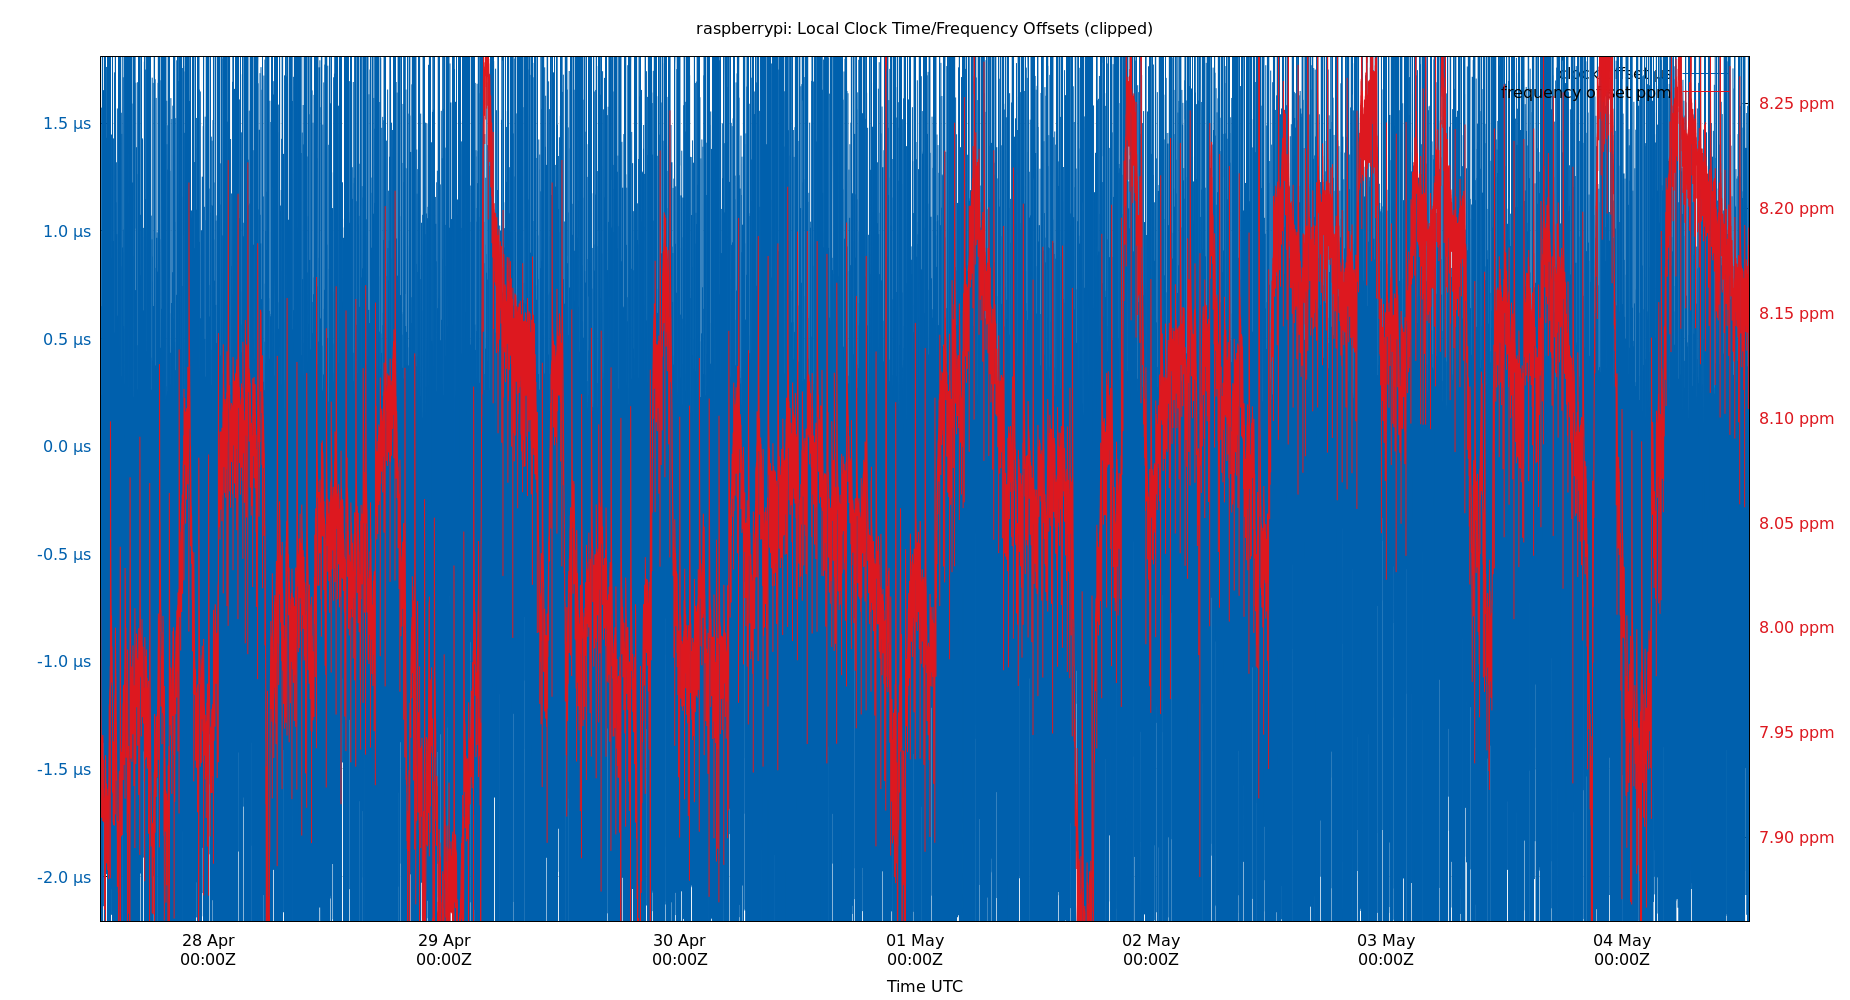 raspberrypi: Local Clock Time/Frequency Offsets (clipped)
clock offset µs
frequency offset ppm
1.5 µs
1.0 µs
0.5 µs
0.0 µs
-0.5 µs
-1.0 µs
-1.5 µs
-2.0 µs
8.25 ppm
8.20 ppm
8.15 ppm
8.10 ppm
8.05 ppm
8.00 ppm
7.95 ppm
7.90 ppm
28 Apr
00:00Z
29 Apr
00:00Z
30 Apr
00:00Z
01 May
00:00Z
02 May
00:00Z
03 May
00:00Z
04 May
00:00Z
Time UTC